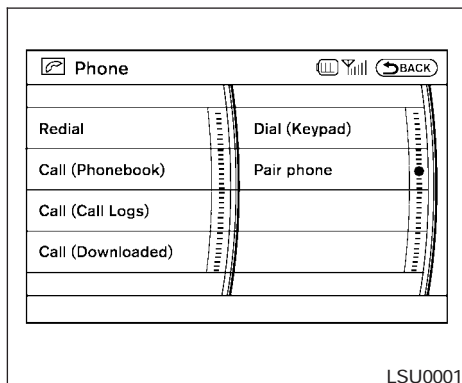 Phone
BACK
Redial
Dial (Keypad)
Call (Phonebook)
Pair phone
Call (Call Logs)
Call (Downloaded)
LSU0001